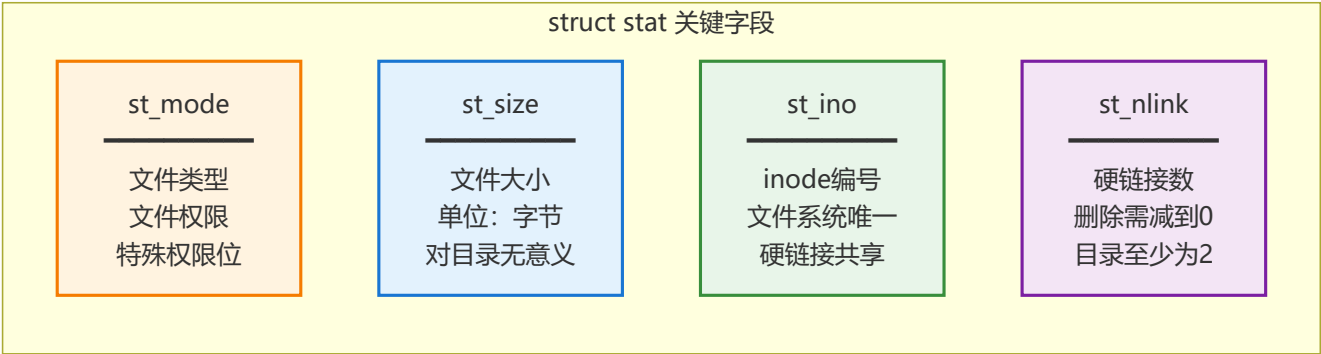 struct stat 关键字段
st_mode
文件类型
文件权限
特殊权限位
st_size
文件大小
单位：字节
对目录无意义
st_ino
inode编号
文件系统唯一
硬链接共享
st_nlink
硬链接数
删除需减到0
目录至少为2